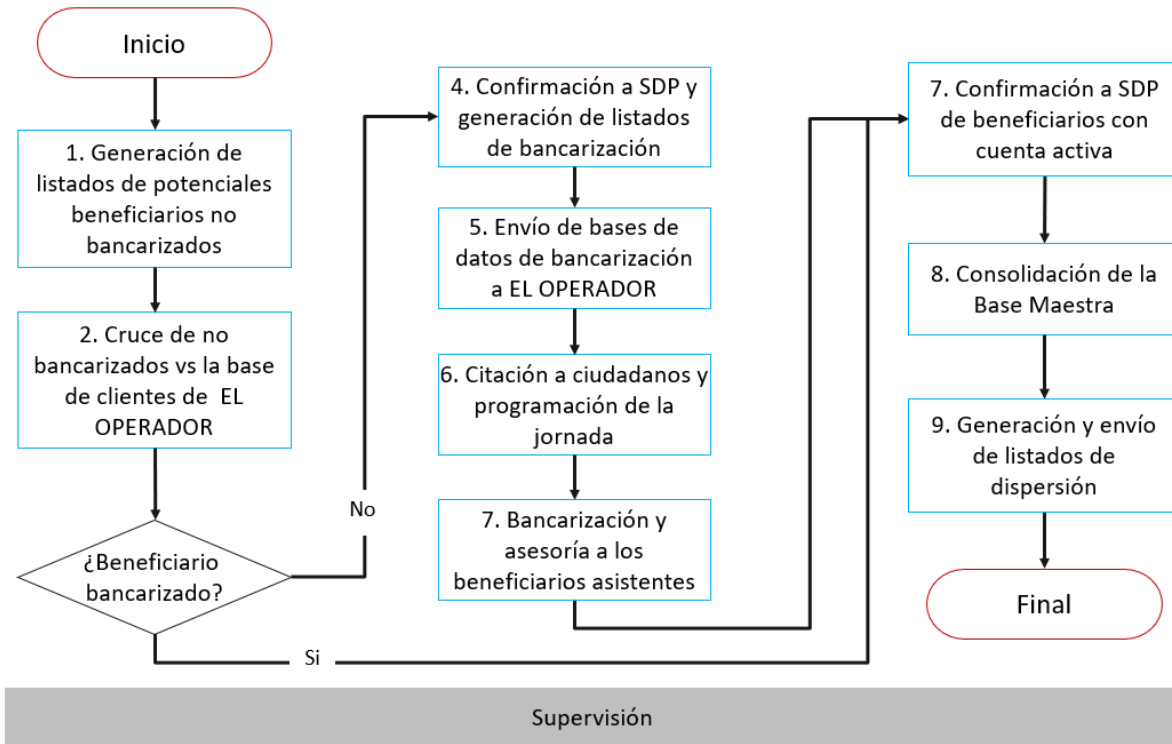 Inicio
1. Generación de
listados de potenciales
beneficiarios no
bancarizados
2. Cruce de no
bancarizados vs la base
de clientes de EL
OPERADOR
¿Beneficiario
bancarizado?
No
Si
4. Confirmación a SDP y
generación de listados
de bancarización
5. Envío de bases de
datos de bancarización
a EL OPERADOR
6. Citación a ciudadanos y
programación de la
jornada
7. Bancarización y
asesoría a los
beneficiarios asistentes
7. Confirmación a SDP
de beneficiarios con
cuenta activa
8. Consolidación de la
Base Maestra
9. Generación y envío
de listados de
dispersión
Final
Supervisión